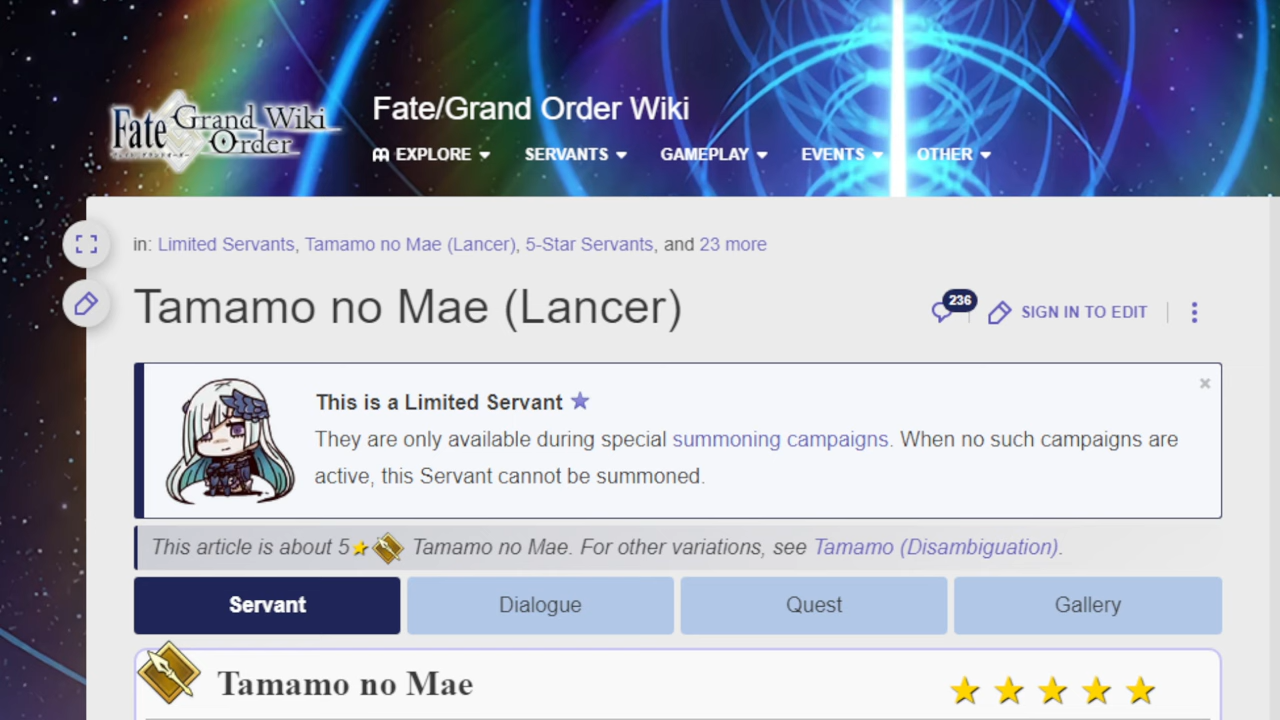 Fate Grand Wiki
Order
Fate/Grand Order Wiki
EXPLORE SERVANTS GAMEPLAY EVENTS OTHER
in: Limited Servants, Tamamo no Mae (Lancer), 5-Star Servants, and 23 more
Tamamo no Mae (Lancer)
236
SIGN IN TO EDIT
This is a Limited Servant
They are only available during special summoning campaigns. When no such campaigns are
active, this Servant cannot be summoned.
This article is about 5 Tamamo no Mae. For other variations, see Tamamo (Disambiguation).
Servant Dialogue Quest Gallery
Tamamo no Mae